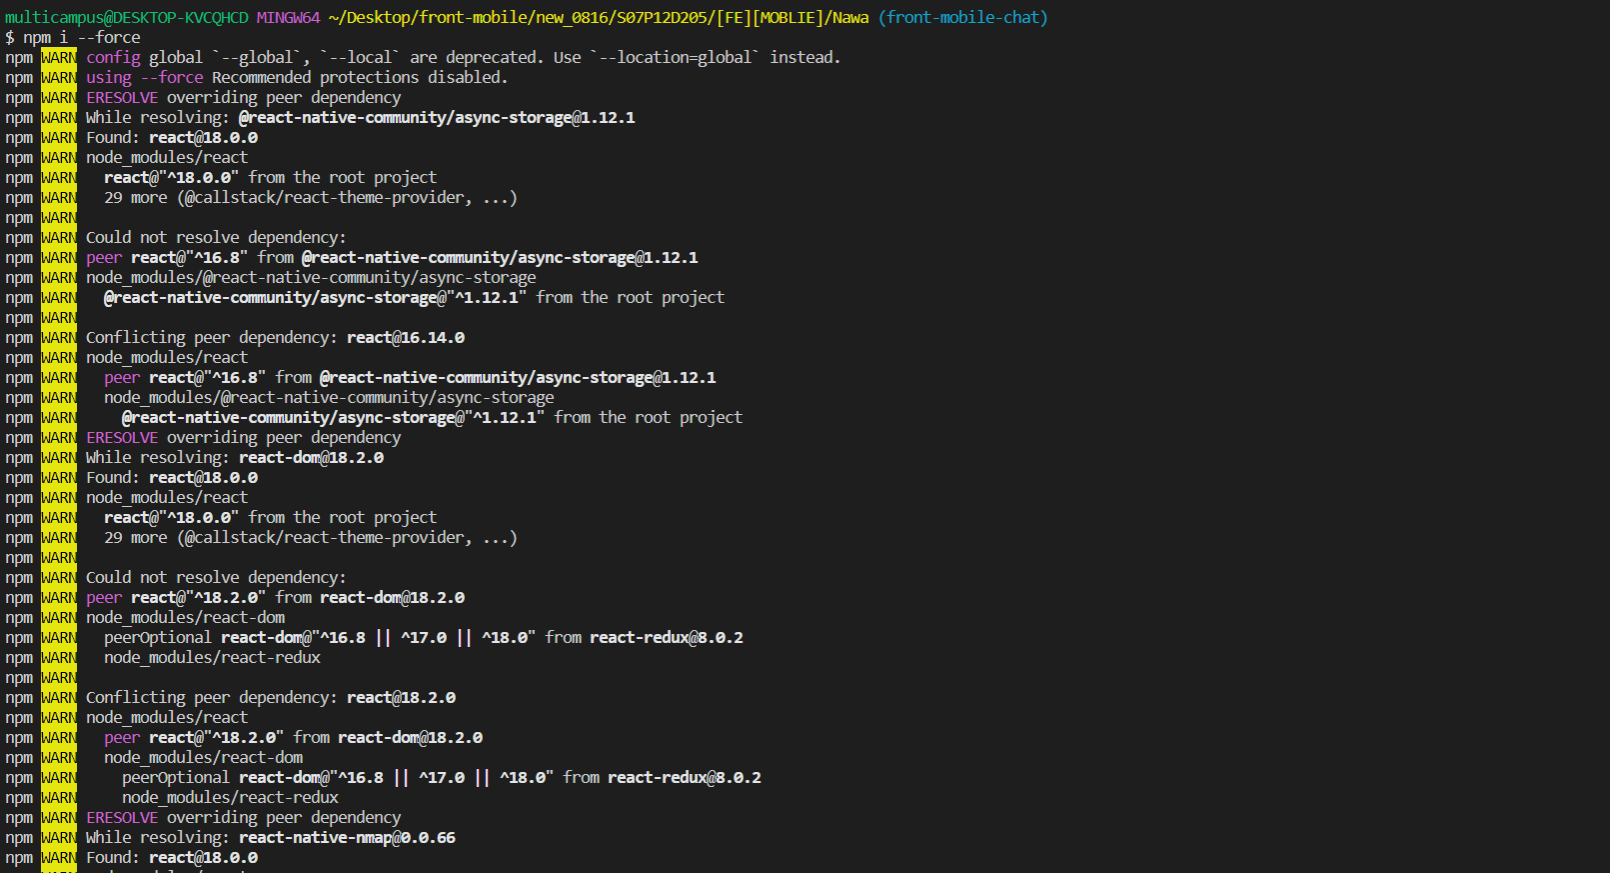 multicampus@DESKTOP-KVCQHCD MINGW64 ~/Desktop/front-mobile/new_0816/S07P12D205/[FE][MOBLIE]/Nawa (front-mobile-chat)
$ npm i --force
npm WARN config global `--global`, `--local` are deprecated. Use `--location=global` instead.
npm WARN using --force Recommended protections disabled.
npm WARN ERESOLVE overriding peer dependency
npm WARN While resolving: @react-native-community/async-storage@1.12.1
npm WARN Found: react@18.0.0
npm WARN node_modules/react
npm WARN   react@"^18.0.0" from the root project
npm WARN   29 more (@callstack/react-theme-provider, ...)
npm WARN
npm WARN Could not resolve dependency:
npm WARN peer react@"^16.8" from @react-native-community/async-storage@1.12.1
npm WARN node_modules/@react-native-community/async-storage
npm WARN   @react-native-community/async-storage@"^1.12.1" from the root project
npm WARN
npm WARN Conflicting peer dependency: react@16.14.0
npm WARN node_modules/react
npm WARN   peer react@"^16.8" from @react-native-community/async-storage@1.12.1
npm WARN   node_modules/@react-native-community/async-storage
npm WARN     @react-native-community/async-storage@"^1.12.1" from the root project
npm WARN ERESOLVE overriding peer dependency
npm WARN While resolving: react-dom@18.2.0
npm WARN Found: react@18.0.0
npm WARN node_modules/react
npm WARN   react@"^18.0.0" from the root project
npm WARN   29 more (@callstack/react-theme-provider, ...)
npm WARN
npm WARN Could not resolve dependency:
npm WARN peer react@"^18.2.0" from react-dom@18.2.0
npm WARN node_modules/react-dom
npm WARN   peerOptional react-dom@"^16.8 || ^17.0 || ^18.0" from react-redux@8.0.2
npm WARN   node_modules/react-redux
npm WARN
npm WARN Conflicting peer dependency: react@18.2.0
npm WARN node_modules/react
npm WARN   peer react@"^18.2.0" from react-dom@18.2.0
npm WARN   node_modules/react-dom
npm WARN     peerOptional react-dom@"^16.8 || ^17.0 || ^18.0" from react-redux@8.0.2
npm WARN     node_modules/react-redux
npm WARN ERESOLVE overriding peer dependency
npm WARN While resolving: react-native-nmap@0.0.66
npm WARN Found: react@18.0.0